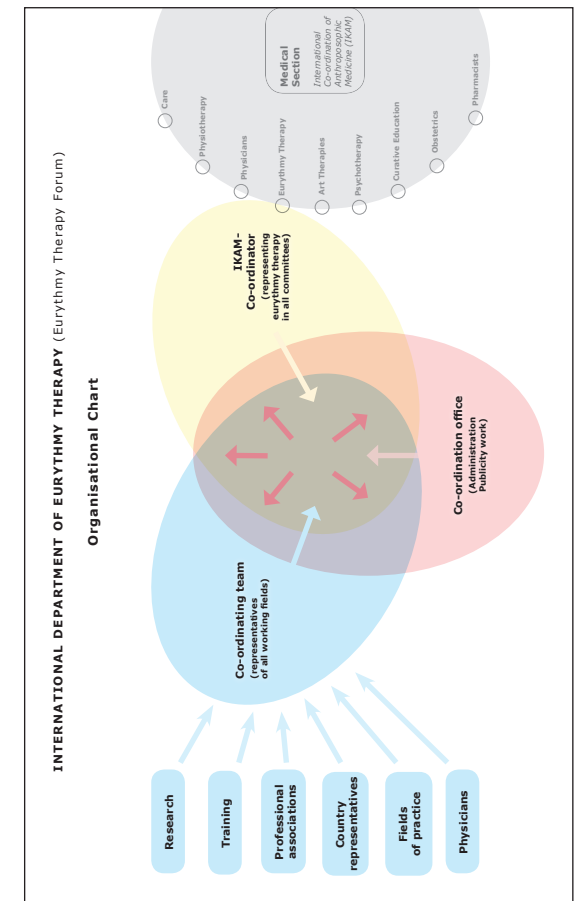 INTERNATIONAL DEPARTMENT OF EURYTHMY THERAPY (Eurythmy Therapy Forum)
Organisational Chart
Medical
Section
International
Co-ordination of
Anthroposophic
Medicine (IKAM)
Care
Physiotherapy
Physicians
Eurythmy Therapy
Art Therapies
Psychotherapy
Curative Education
Obstetrics
Pharmacists
IKAM-
Co-ordinator
(representing
eurythmy therapy
in all committees)
Co-ordinating team
(representatives
of all working fields)
Co-ordination office
(Administration
Publicity work)
Research
Training
Professional
associations
Country
representatives
Fields
of practice
Physicians